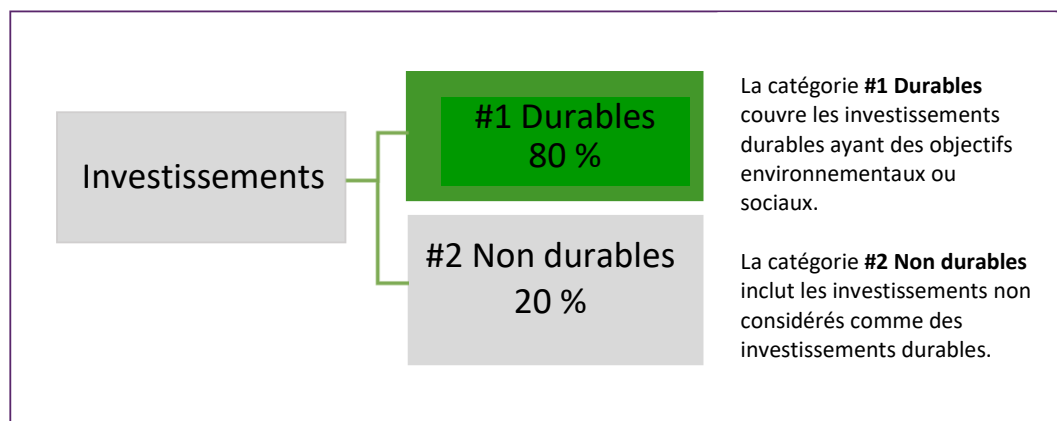 Investissements
#1 Durables
80 %
#2 Non durables
20 %
La catégorie #1 Durables
couvre les investissements
durables ayant des objectifs
environnementaux ou
sociaux.
La catégorie #2 Non durables
inclut les investissements non
considérés comme des
investissements durables.